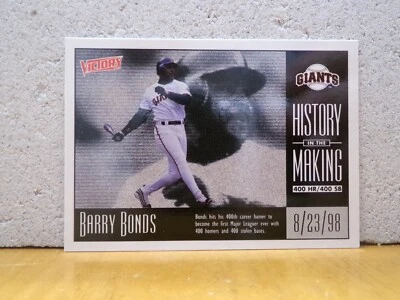 VICTORY
GIANTS
HISTORY
IN THE
MAKING
400 HR/400 SB
BARRY BONDS
Bonds hits his 400th career homer to
become the first Major Leaguer ever with
400 homers and 400 stolen bases.
8/23/98